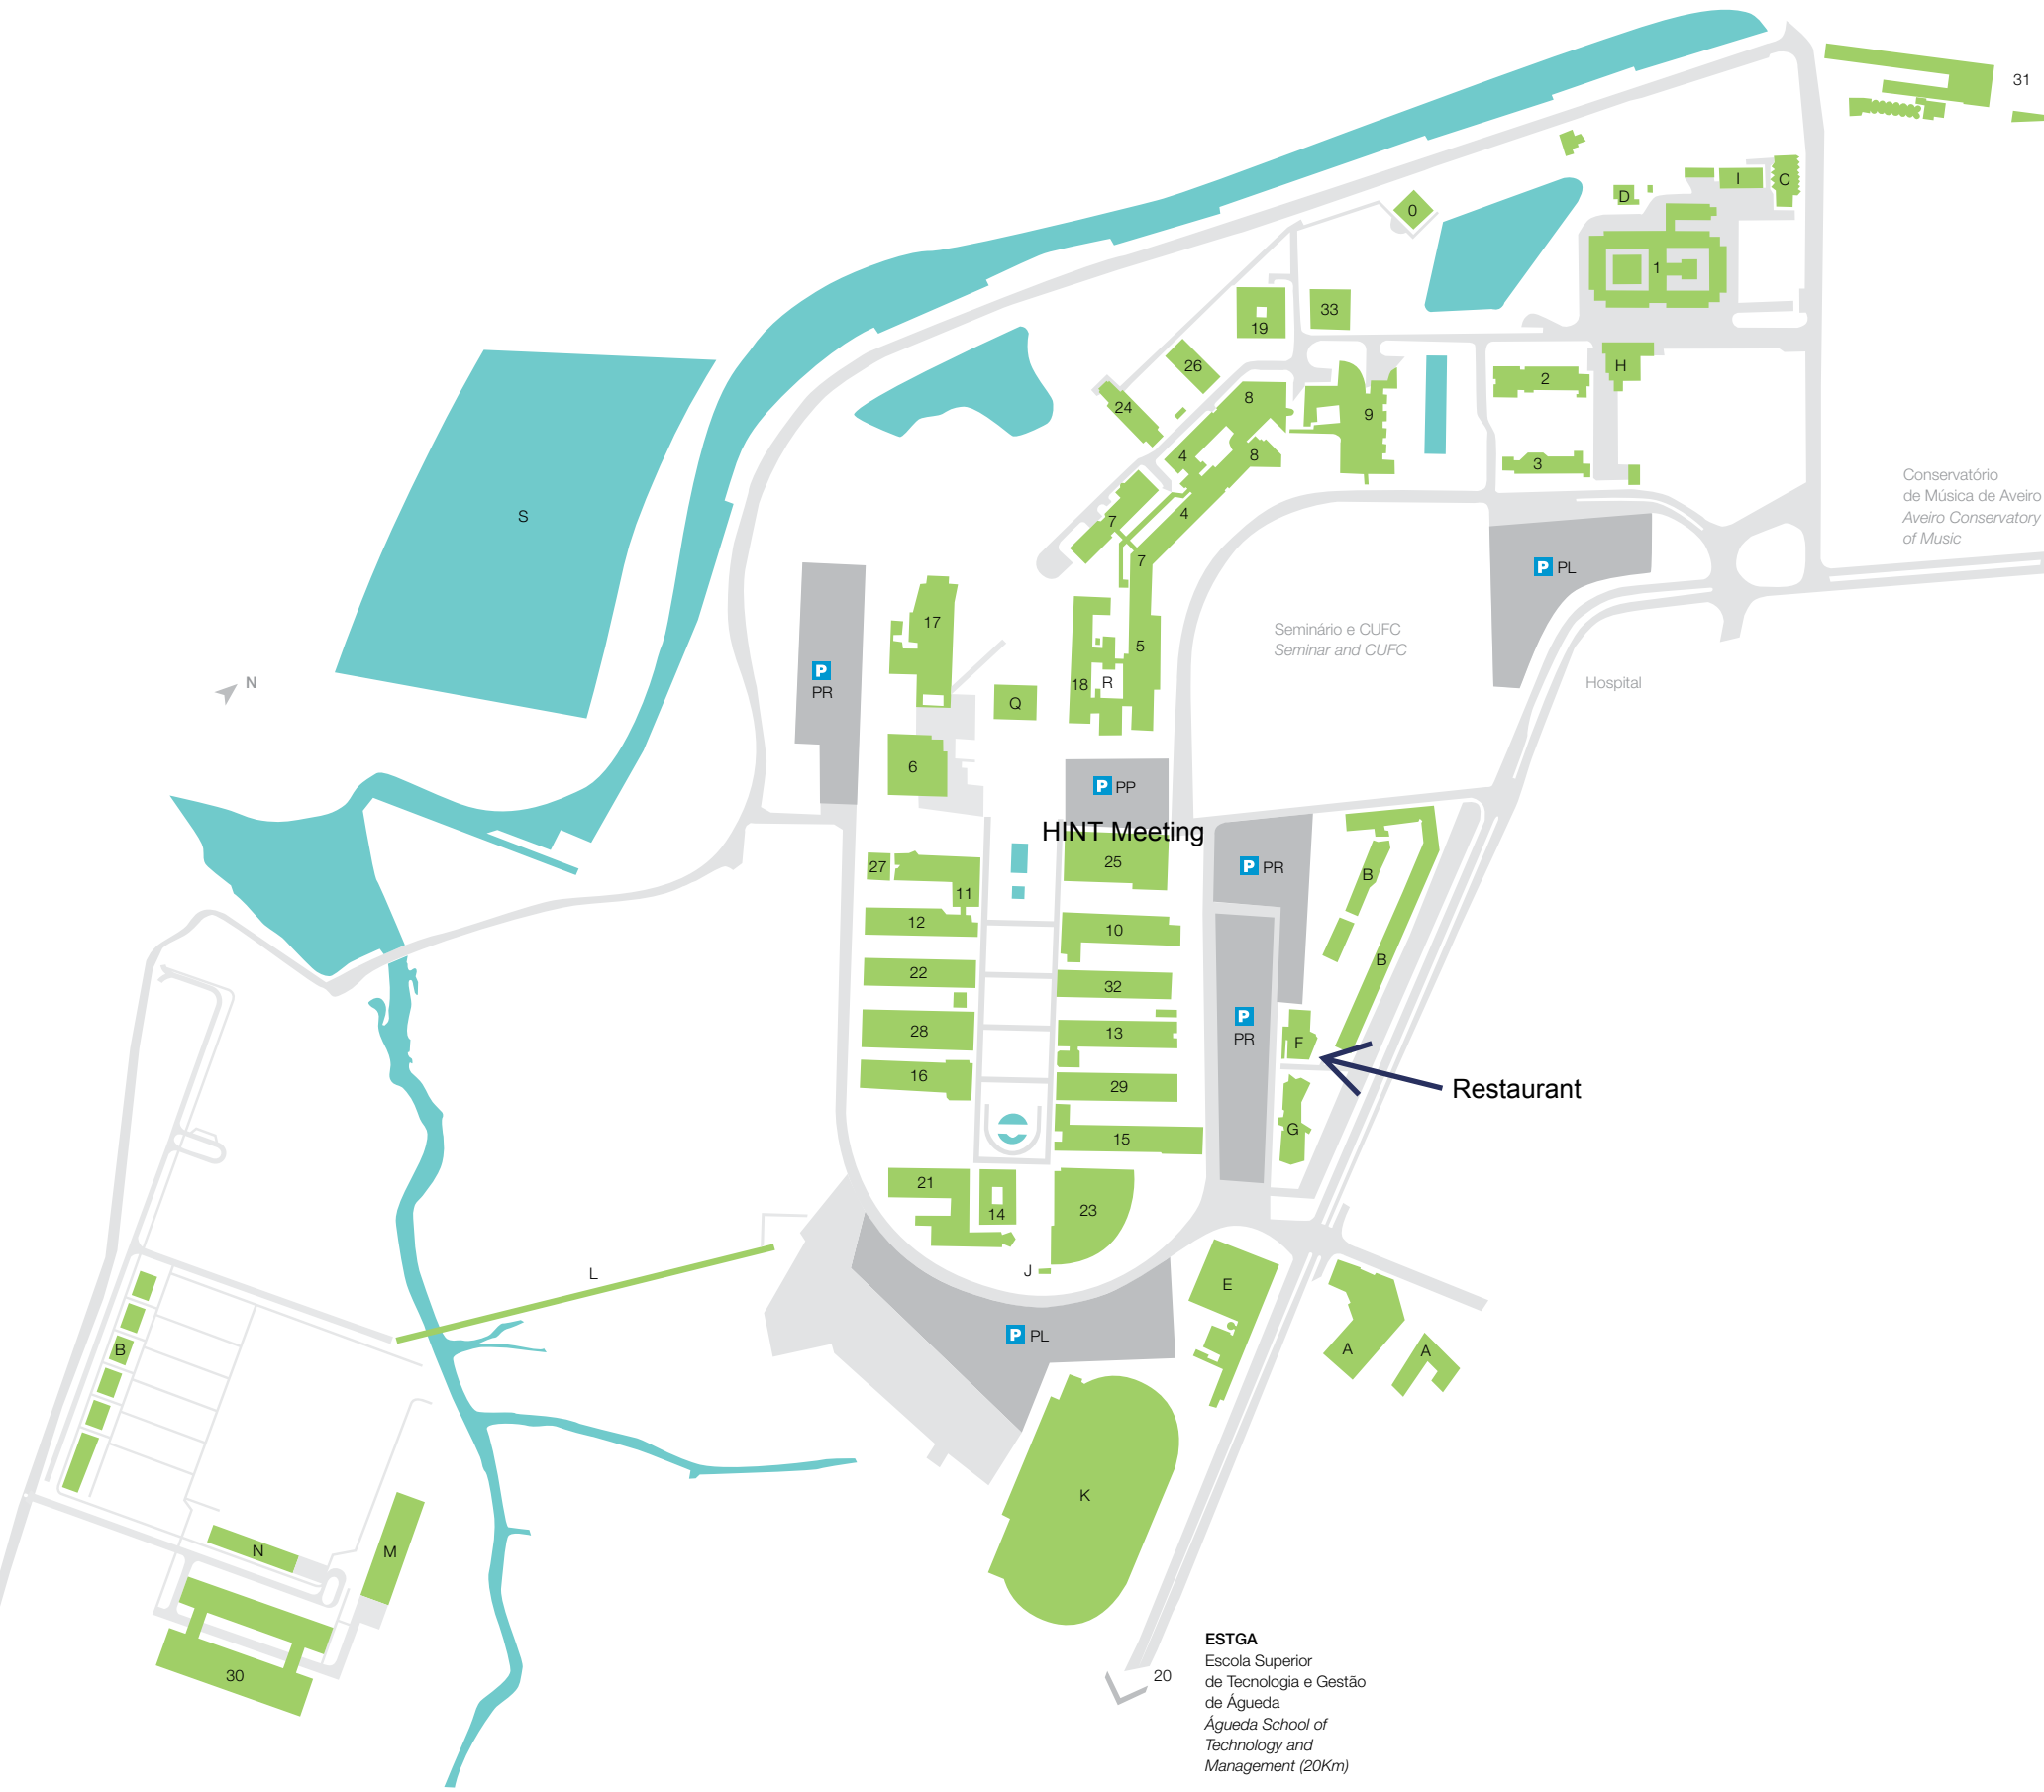 31
I
C
D
0
1
33
19
H
26
2
24
8
9
4
8
3
Conservatório
de Música de Aveiro
Aveiro Conservatory
of Music
S
7
4
7
P PL
17
Seminário e CUFC
Seminar and CUFC
5
P
PR
18
R
N
Hospital
Q
6
P PP
HINT Meeting
25
27
P PR
B
11
12
10
B
22
32
28
13
P
PR
F
16
29
Restaurant
15
G
21
14
23
J
L
E
P PL
B
A
A
K
N
M
30
20
ESTGA
Escola Superior
de Tecnologia e Gestão
de Águeda
Águeda School of
Technology and
Management (20Km)